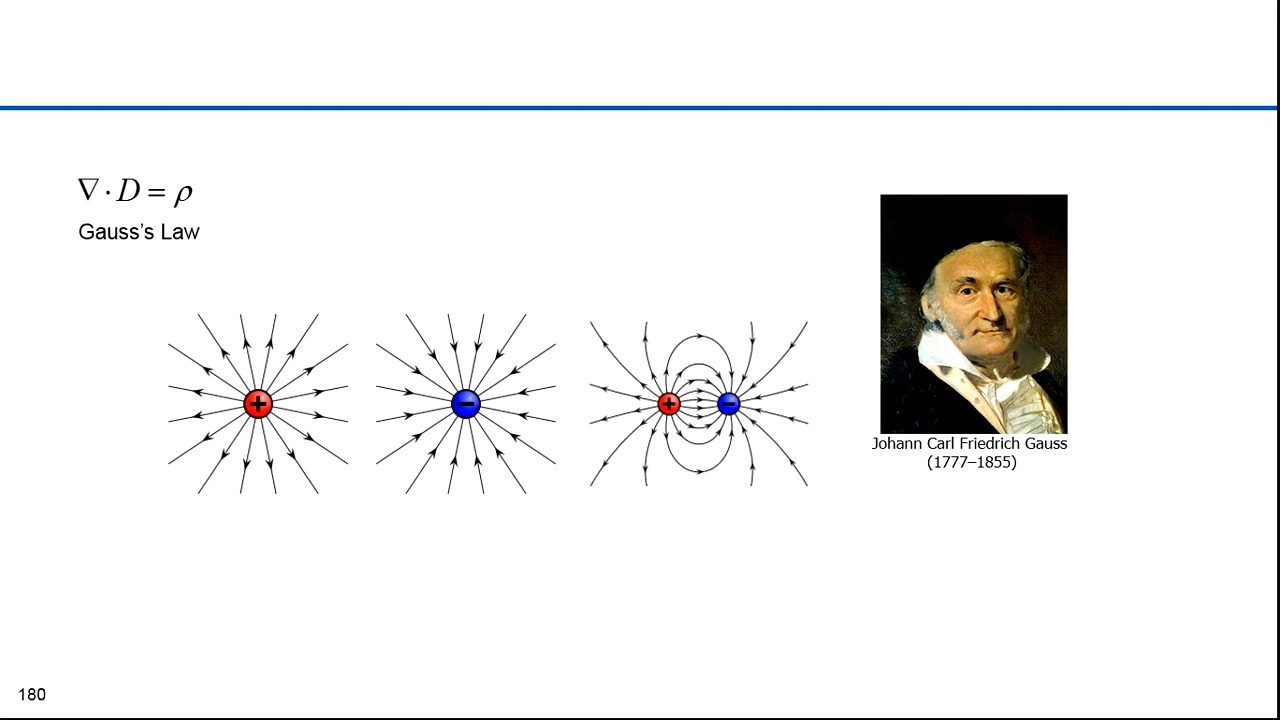 ∇ · D = ρ
Gauss's Law
+
−
+
−
Johann Carl Friedrich Gauss
(1777–1855)
180